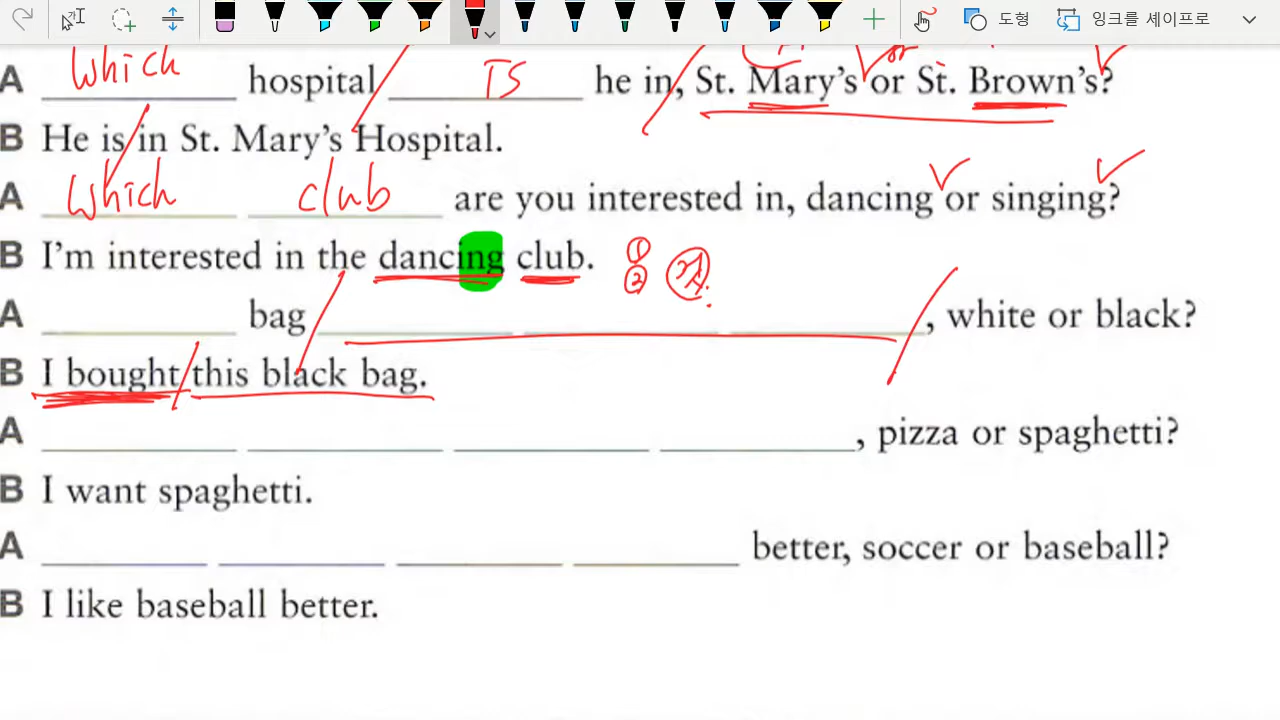 도형 잉크를 셰이프로
A Which hospital IS he in, St. Mary's or St. Brown's?
B He is in St. Mary's Hospital.
A Which club are you interested in, dancing or singing?
B I'm interested in the dancing club. ① ②
A bag , white or black?
B I bought this black bag.
A , pizza or spaghetti?
B I want spaghetti.
A better, soccer or baseball?
B I like baseball better.